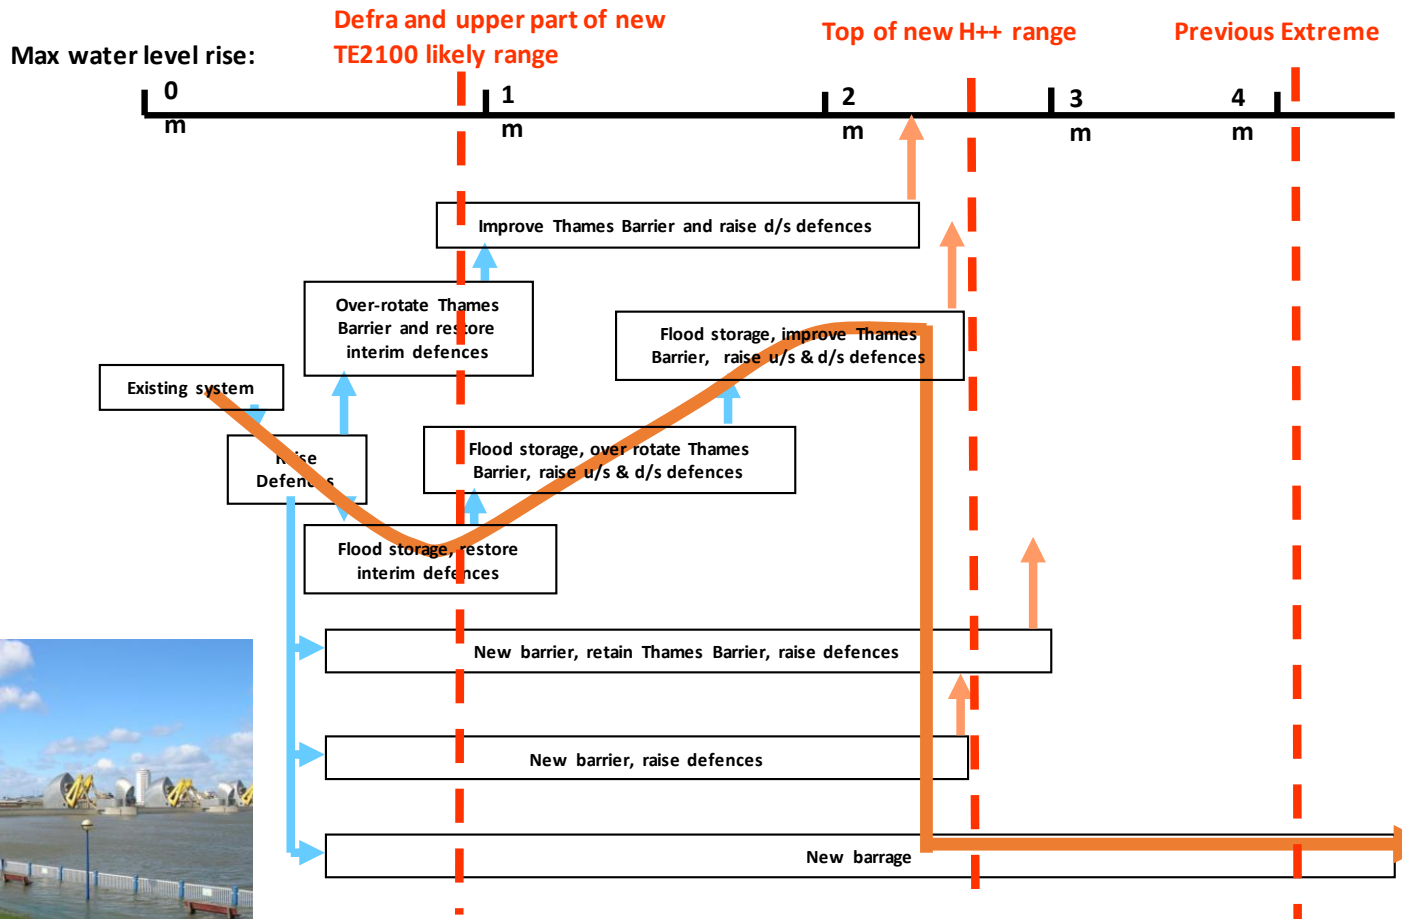 Defra and upper part of new
TE2100 likely range
Top of new H++ range
Previous Extreme
Max water level rise:
0
m
1
m
2
m
3
m
4
m
Improve Thames Barrier and raise d/s defences
Over-rotate Thames
Barrier and restore
interim defences
Flood storage, improve Thames
Barrier, raise u/s & d/s defences
Existing system
Raise
Defences
Flood storage, over rotate Thames
Barrier, raise u/s & d/s defences
Flood storage, restore
interim defences
New barrier, retain Thames Barrier, raise defences
New barrier, raise defences
New barrage